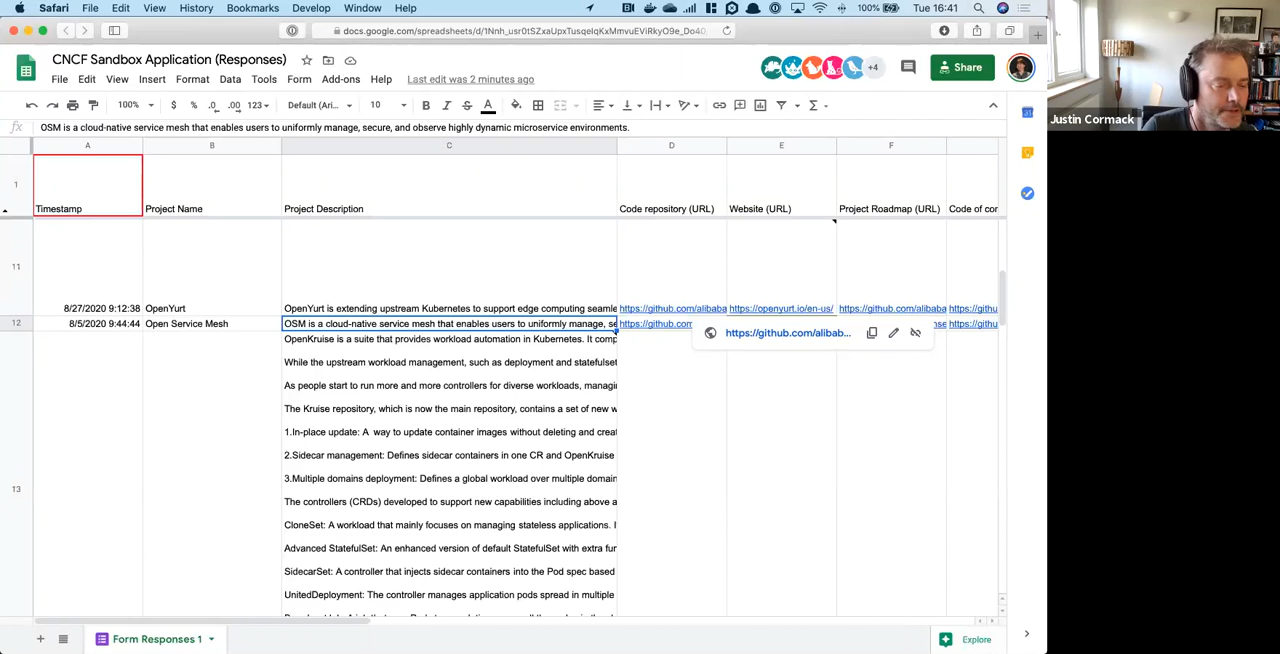 Safari File Edit View History Bookmarks Develop Window Help 100% Tue 16:41
docs.google.com/spreadsheets/d/1Nnh_usr0tSZxaUpxTusqeIqKxMmvuEViRkyO9e_Do40
CNCF Sandbox Application (Responses)
File Edit View Insert Format Data Tools Form Add-ons Help Last edit was 2 minutes ago
+4
Share
100% $ % .0 .00 123 Default (Ari... 10 B I S A
fx OSM is a cloud-native service mesh that enables users to uniformly manage, secure, and observe highly dynamic microservice environments.
A B C D E F
1 Timestamp Project Name Project Description Code repository (URL) Website (URL) Project Roadmap (URL) Code of con
11 8/27/2020 9:12:38 OpenYurt OpenYurt is extending upstream Kubernetes to support edge computing seamle https://github.com/alibaba https://openyurt.io/en-us/ https://github.com/alibaba https://githu
12 8/5/2020 9:44:44 Open Service Mesh OSM is a cloud-native service mesh that enables users to uniformly manage, se https://github.com nse https://githu
https://github.com/alibab...
13
OpenKruise is a suite that provides workload automation in Kubernetes. It comp
While the upstream workload management, such as deployment and statefulset
As people start to run more and more controllers for diverse workloads, managi
The Kruise repository, which is now the main repository, contains a set of new w
1.In-place update: A way to update container images without deleting and creat
2.Sidecar management: Defines sidecar containers in one CR and OpenKruise
3.Multiple domains deployment: Defines a global workload over multiple domain
The controllers (CRDs) developed to support new capabilities including above a
CloneSet: A workload that mainly focuses on managing stateless applications. I
Advanced StatefulSet: An enhanced version of default StatefulSet with extra fur
SidecarSet: A controller that injects sidecar containers into the Pod spec based
UnitedDeployment: The controller manages application pods spread in multiple
Form Responses 1
Explore
Justin Cormack